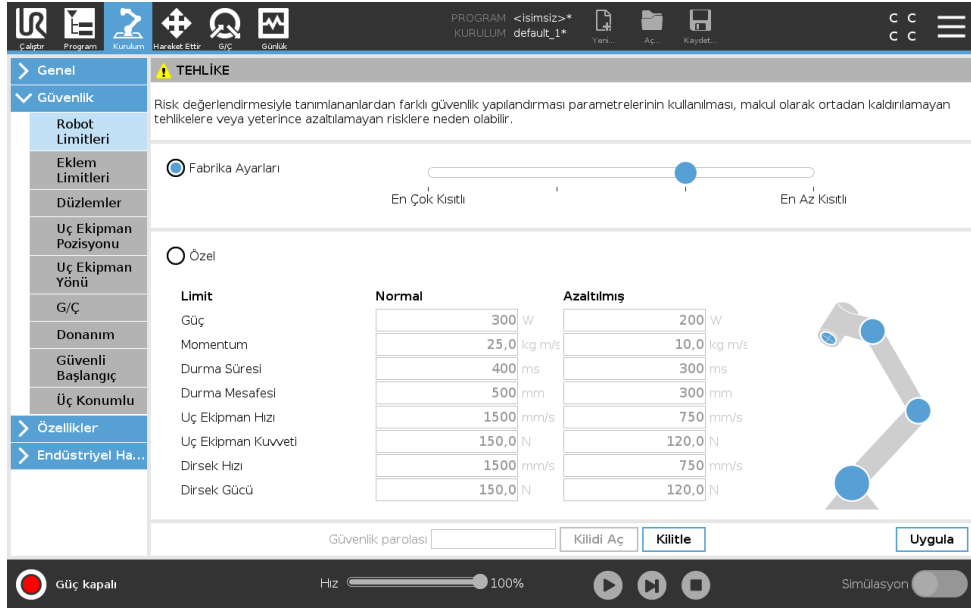 UR
PROGRAM <isimsiz>*
KURULUM default_1*
Çalıştır Program Kurulum Hareket Ettir G/Ç Günlük Yeni... Aç... Kaydet...
C C
C C
Genel
Güvenlik
Robot
Limitleri
Eklem
Limitleri
Düzlemler
Uç Ekipman
Pozisyonu
Uç Ekipman
Yönü
G/Ç
Donanım
Güvenli
Başlangıç
Üç Konumlu
Özellikler
Endüstriyel Ha...
TEHLİKE
Risk değerlendirmesiyle tanımlananlardan farklı güvenlik yapılandırması parametrelerinin kullanılması, makul olarak ortadan kaldırılamayan
tehlikelere veya yeterince azaltılamayan risklere neden olabilir.
Fabrika Ayarları
En Çok Kısıtlı En Az Kısıtlı
Özel
Limit Normal Azaltılmış
Güç 300 W 200 W
Momentum 25,0 kg m/s 10,0 kg m/s
Durma Süresi 400 ms 300 ms
Durma Mesafesi 500 mm 300 mm
Uç Ekipman Hızı 1500 mm/s 750 mm/s
Uç Ekipman Kuvveti 150,0 N 120,0 N
Dirsek Hızı 1500 mm/s 750 mm/s
Dirsek Gücü 150,0 N 120,0 N
Güvenlik parolası Kilidi Aç Kilitle Uygula
Güç kapalı Hız 100% Simülasyon